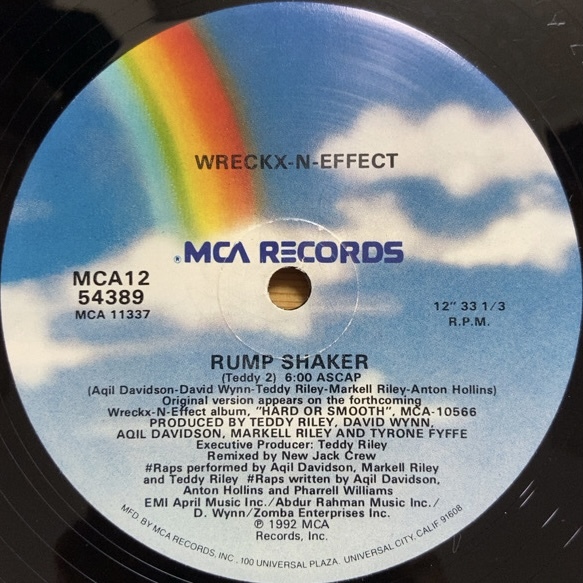 WRECKX-N-EFFECT
®MCA RECORDS
MCA12
54389
MCA 11337
12" 33 1/3
R.P.M.
RUMP SHAKER
(Teddy 2) 6:00 ASCAP
(Aqil Davidson-David Wynn-Teddy Riley-Markell Riley-Anton Hollins)
Original version appears on the forthcoming
Wreckx-N-Effect album, "HARD OR SMOOTH", MCA-10566
PRODUCED BY TEDDY RILEY, DAVID WYNN,
AQIL DAVIDSON, MARKELL RILEY AND TYRONE FYFFE
Executive Producer: Teddy Riley
Remixed by New Jack Crew
#Raps performed by Aqil Davidson, Markell Riley
and Teddy Riley #Raps written by Aqil Davidson,
Anton Hollins and Pharrell Williams
EMI April Music Inc./Abdur Rahman Music Inc./
D. Wynn/Zomba Enterprises Inc.
℗ 1992 MCA
Records, Inc.
MFD BY MCA RECORDS, INC., 100 UNIVERSAL PLAZA, UNIVERSAL CITY, CALIF. 91608